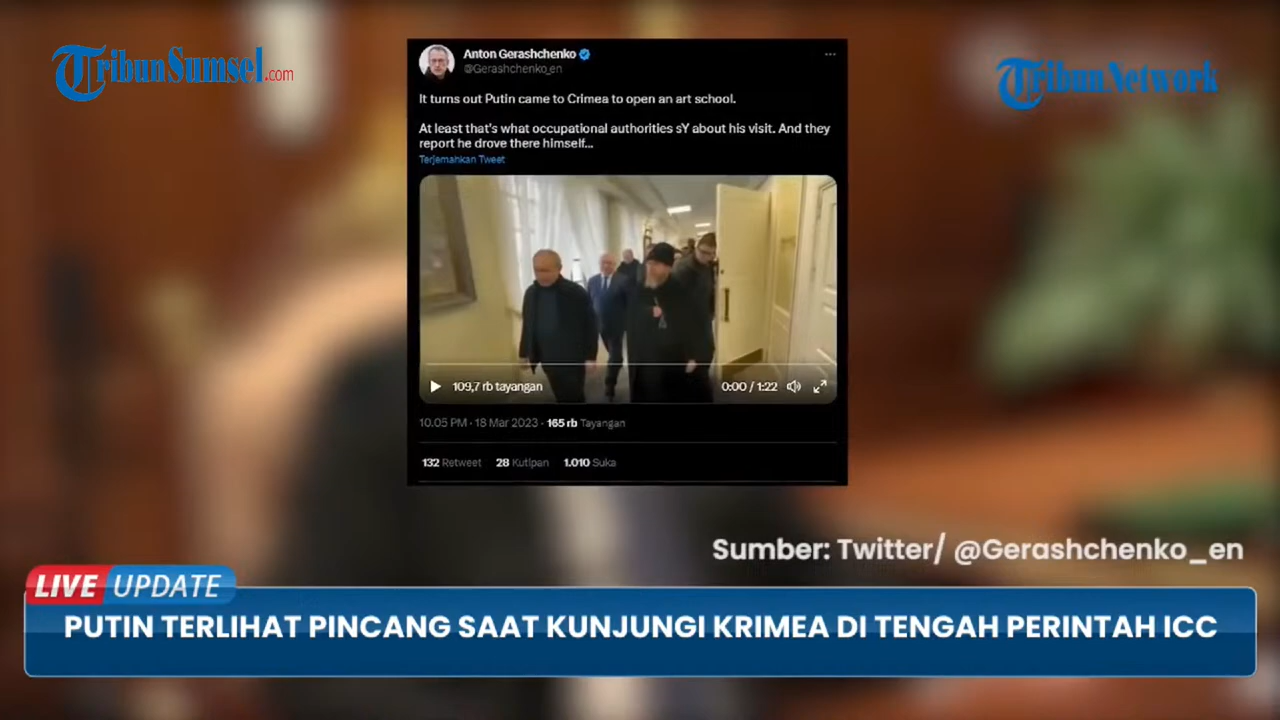 TribunSumsel.com
TribunNetwork
Anton Gerashchenko
@Gerashchenko_en
It turns out Putin came to Crimea to open an art school.
At least that's what occupational authorities sY about his visit. And they
report he drove there himself...
Terjemahkan Tweet
109,7 rb tayangan
0:00 / 1:22
10.05 PM · 18 Mar 2023 · 165 rb Tayangan
132 Retweet 28 Kutipan 1.010 Suka
Sumber: Twitter/ @Gerashchenko_en
LIVE UPDATE
PUTIN TERLIHAT PINCANG SAAT KUNJUNGI KRIMEA DI TENGAH PERINTAH ICC